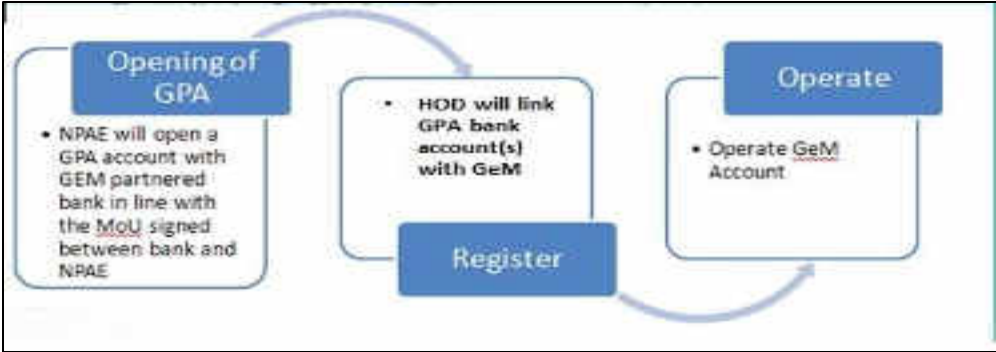 Opening of
GPA
• NPAE will open a
GPA account with
GEM partnered
bank in line with
the MoU signed
between bank and
NPAE
• HOD will link
GPA bank
account(s)
with GeM
Register
Operate
• Operate GeM
Account